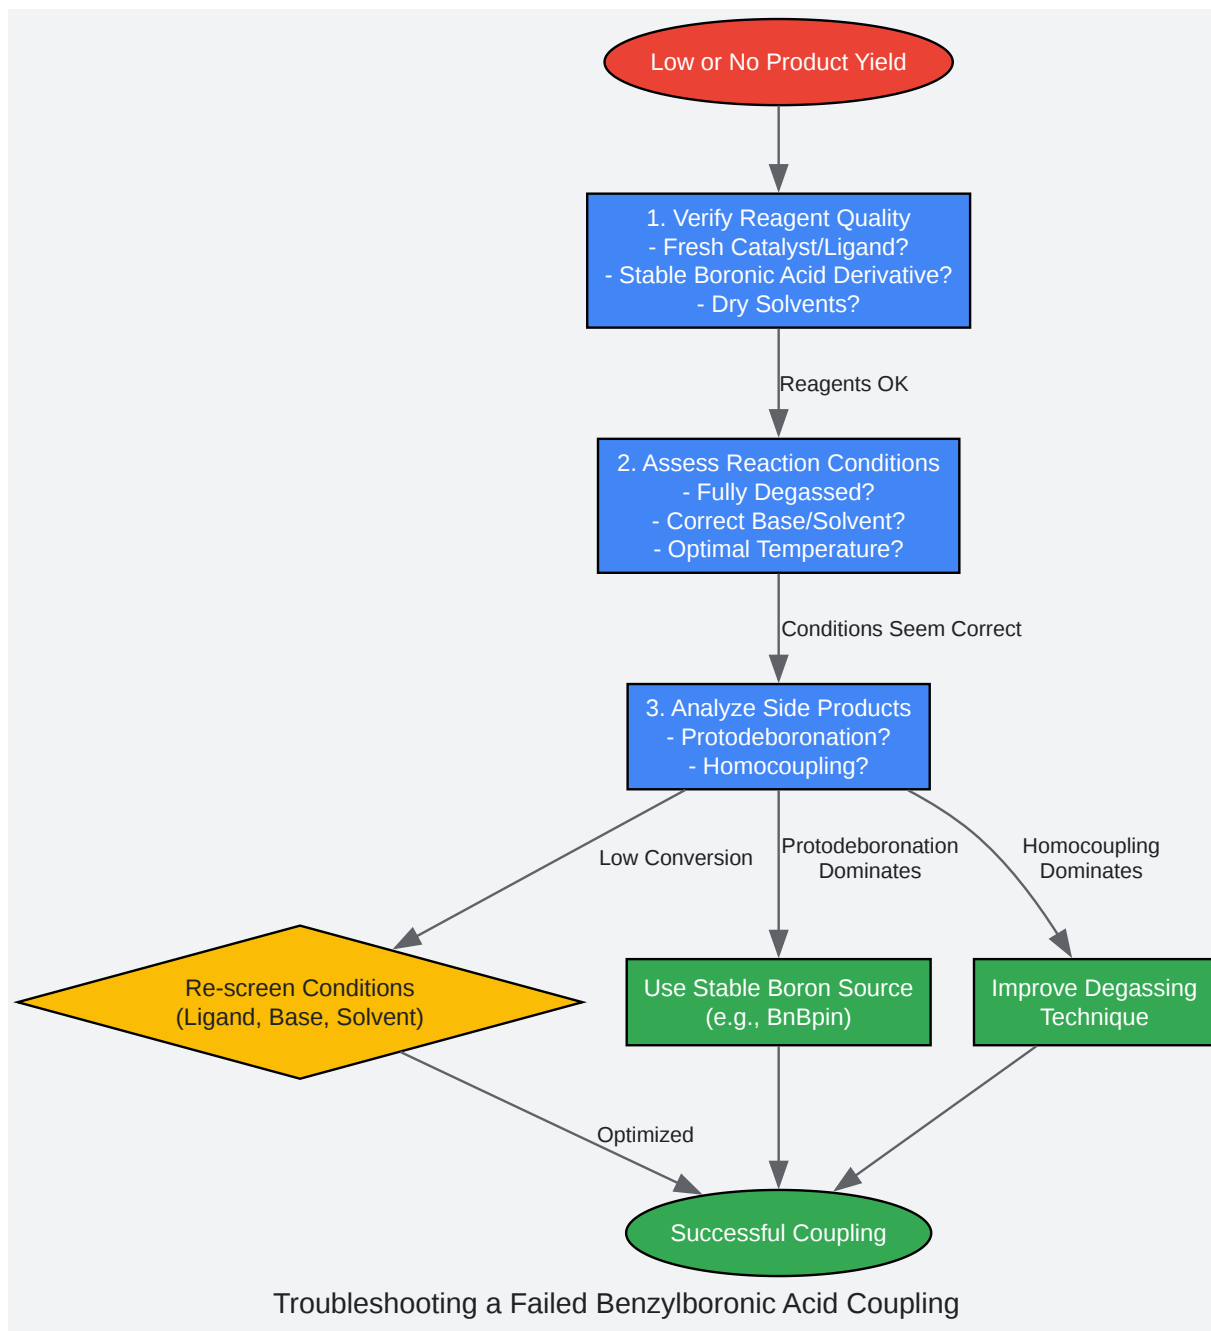 Low or No Product Yield
1. Verify Reagent Quality
- Fresh Catalyst/Ligand?
- Stable Boronic Acid Derivative?
- Dry Solvents?
Reagents OK
2. Assess Reaction Conditions
- Fully Degassed?
- Correct Base/Solvent?
- Optimal Temperature?
Conditions Seem Correct
3. Analyze Side Products
- Protodeboronation?
- Homocoupling?
Low Conversion
Protodeboronation
Dominates
Homocoupling
Dominates
Re-screen Conditions
(Ligand, Base, Solvent)
Use Stable Boron Source
(e.g., BnBpin)
Improve Degassing
Technique
Optimized
Successful Coupling
Troubleshooting a Failed Benzylboronic Acid Coupling